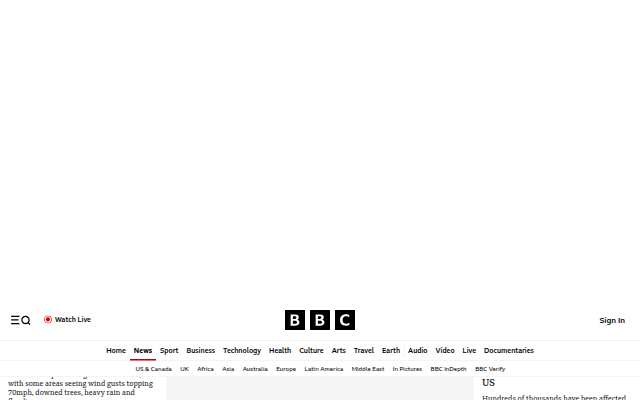 Watch Live
BBC
Sign In
Home News Sport Business Technology Health Culture Arts Travel Earth Audio Video Live Documentaries
US & Canada UK Africa Asia Australia Europe Latin America Middle East In Pictures BBC InDepth BBC Verify
with some areas seeing wind gusts topping
70mph, downed trees, heavy rain and
US
Hundreds of thousands have been affected